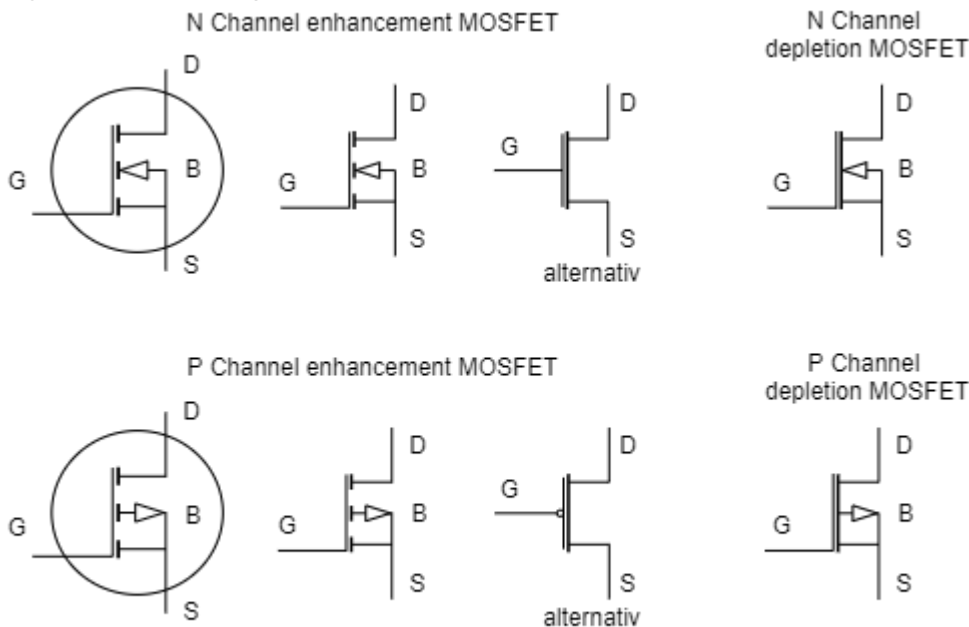 N Channel enhancement MOSFET
N Channel
depletion MOSFET
D
G
B
S
D
G
B
S
D
G
S
alternativ
D
G
B
S
P Channel enhancement MOSFET
P Channel
depletion MOSFET
D
G
B
S
D
G
B
S
D
G
S
alternativ
D
G
B
S